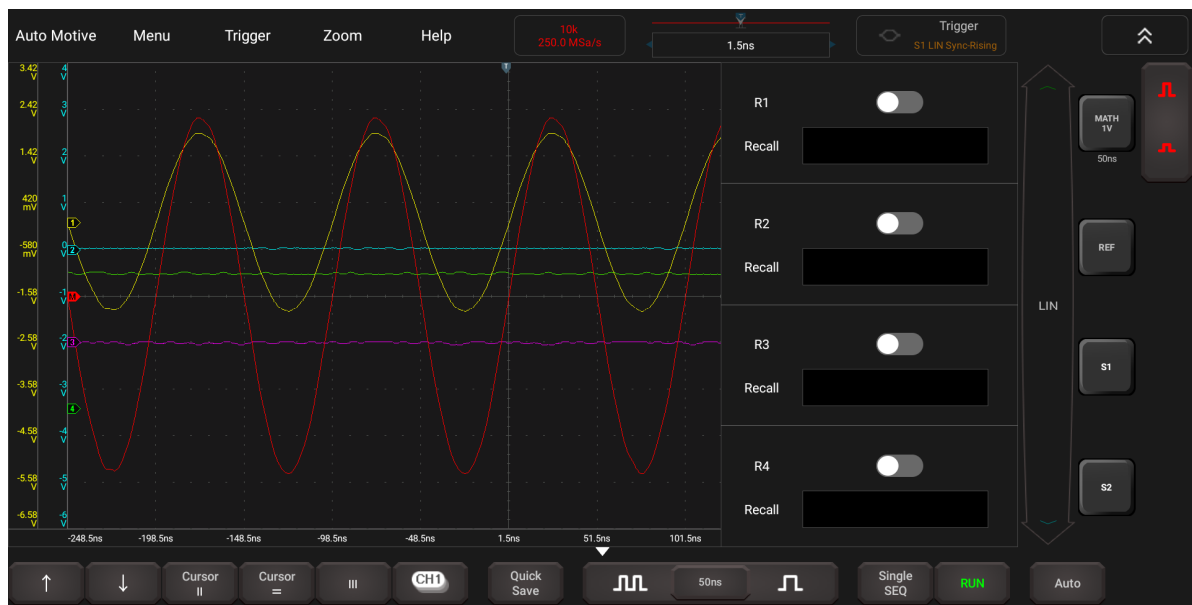 Auto Motive Menu Trigger Zoom Help
10k
250.0 MSa/s
T
1.5ns
Trigger
S1 LIN Sync-Rising
3.42 V 4 V
2.42 V 3 V
1.42 V 2 V
420 mV 1 V
-580 mV 0 V
-1.58 V -1 V
-2.58 V -2 V
-3.58 V -3 V
-4.58 V -4 V
-5.58 V -5 V
-6.58 V -6 V
T
1
2
M
3
4
-248.5ns -198.5ns -148.5ns -98.5ns -48.5ns 1.5ns 51.5ns 101.5ns
R1
Recall
R2
Recall
R3
Recall
R4
Recall
LIN
MATH
1V
50ns
REF
S1
S2
Cursor
Cursor
CH1
Quick
Save
50ns
Single
SEQ
RUN
Auto